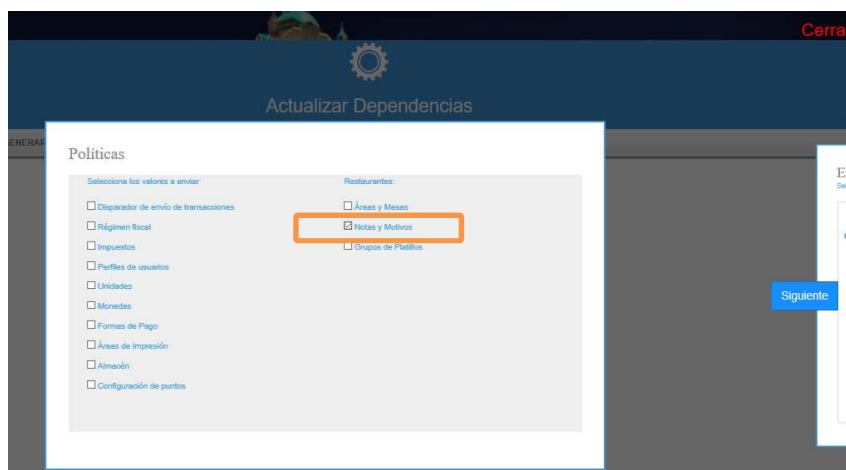 Cerra
Actualizar Dependencias
GENERAR
Políticas
Selecciona los valores a enviar
Restaurantes:
Disparador de envío de transacciones
Áreas y Mesas
Régimen fiscal
Notas y Motivos
Impuestos
Grupos de Platillos
Perfiles de usuarios
Unidades
Monedas
Formas de Pago
Áreas de Impresión
Almacén
Configuración de puntos
E
Se
Siguiente